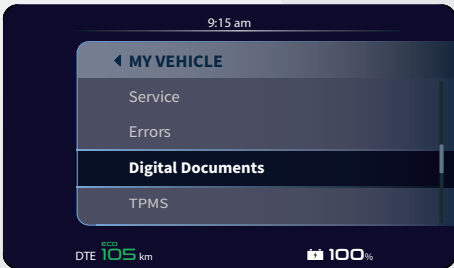 9:15 am
MY VEHICLE
Service
Errors
Digital Documents
TPMS
DTE ECO 105 km 100%